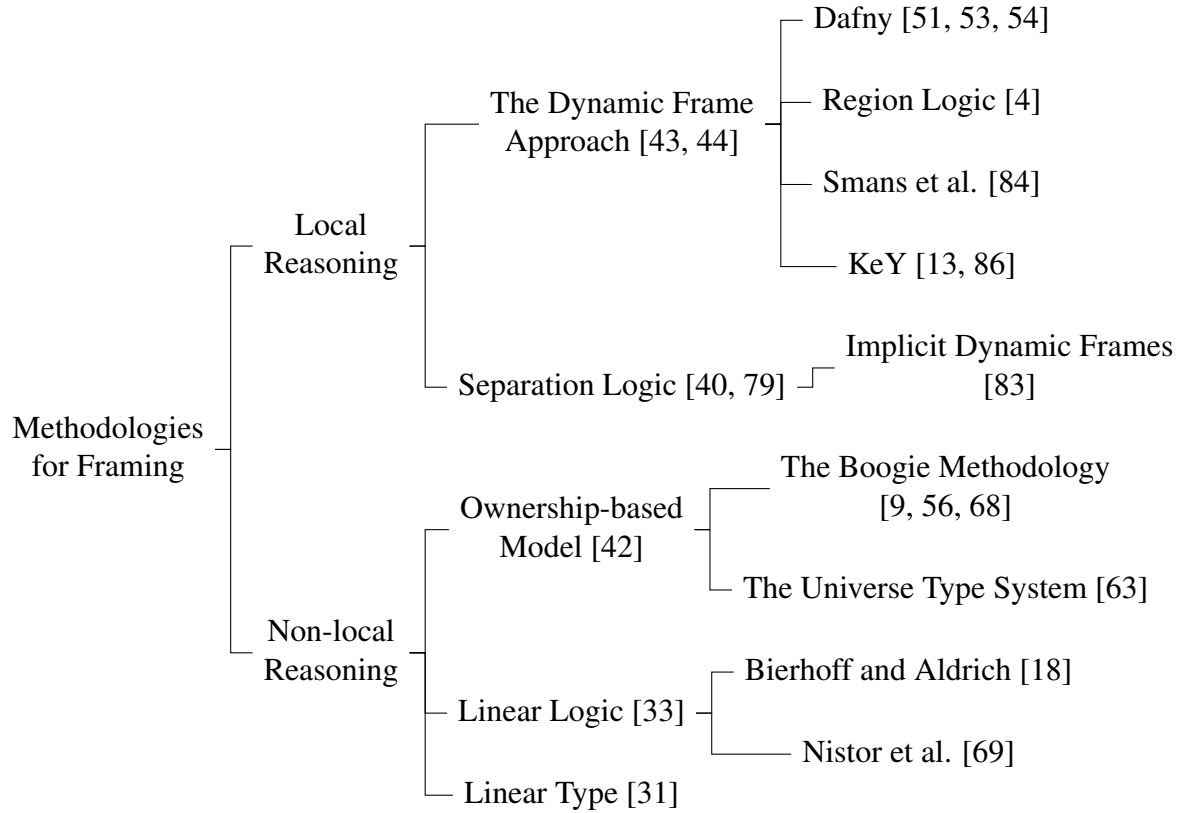 Methodologies
for Framing
Local
Reasoning
The Dynamic Frame
Approach [43, 44]
Dafny [51, 53, 54]
Region Logic [4]
Smans et al. [84]
KeY [13, 86]
Separation Logic [40, 79]
Implicit Dynamic Frames
[83]
Non-local
Reasoning
Ownership-based
Model [42]
The Boogie Methodology
[9, 56, 68]
The Universe Type System [63]
Linear Logic [33]
Bierhoff and Aldrich [18]
Nistor et al. [69]
Linear Type [31]